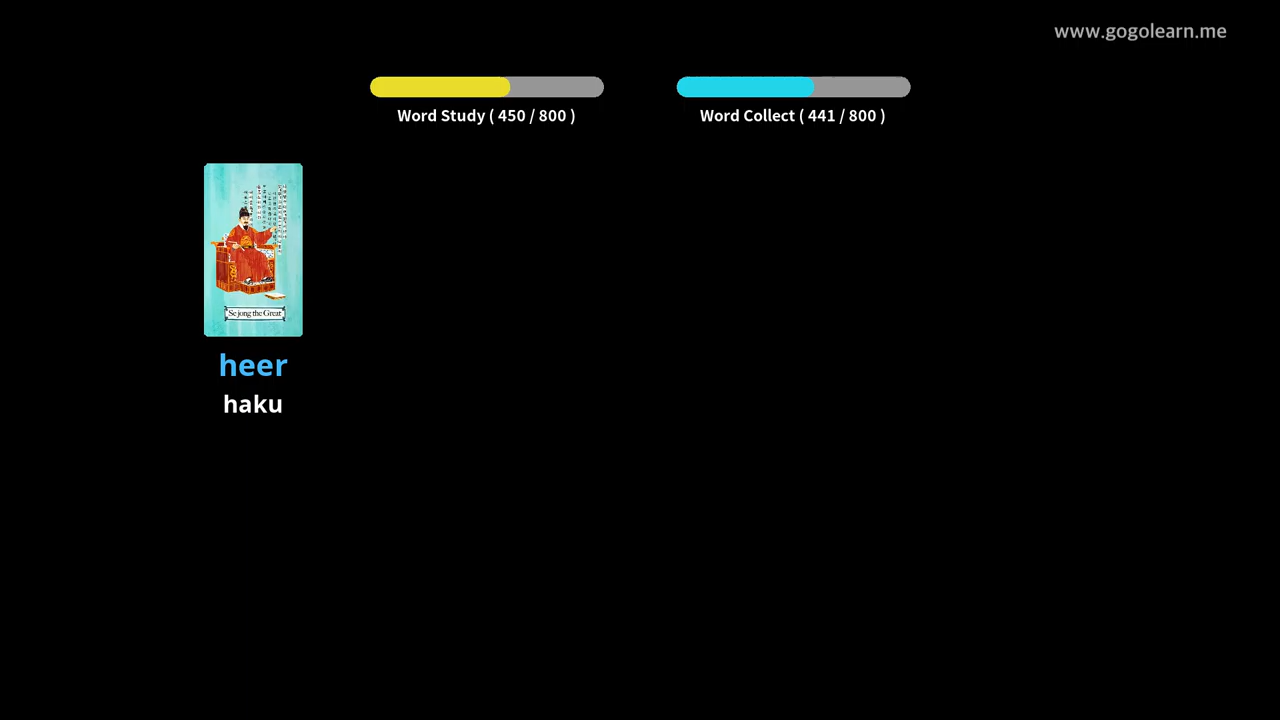 www.gogolearn.me
Word Study ( 450 / 800 )
Word Collect ( 441 / 800 )
Se jong the Great
heer
haku